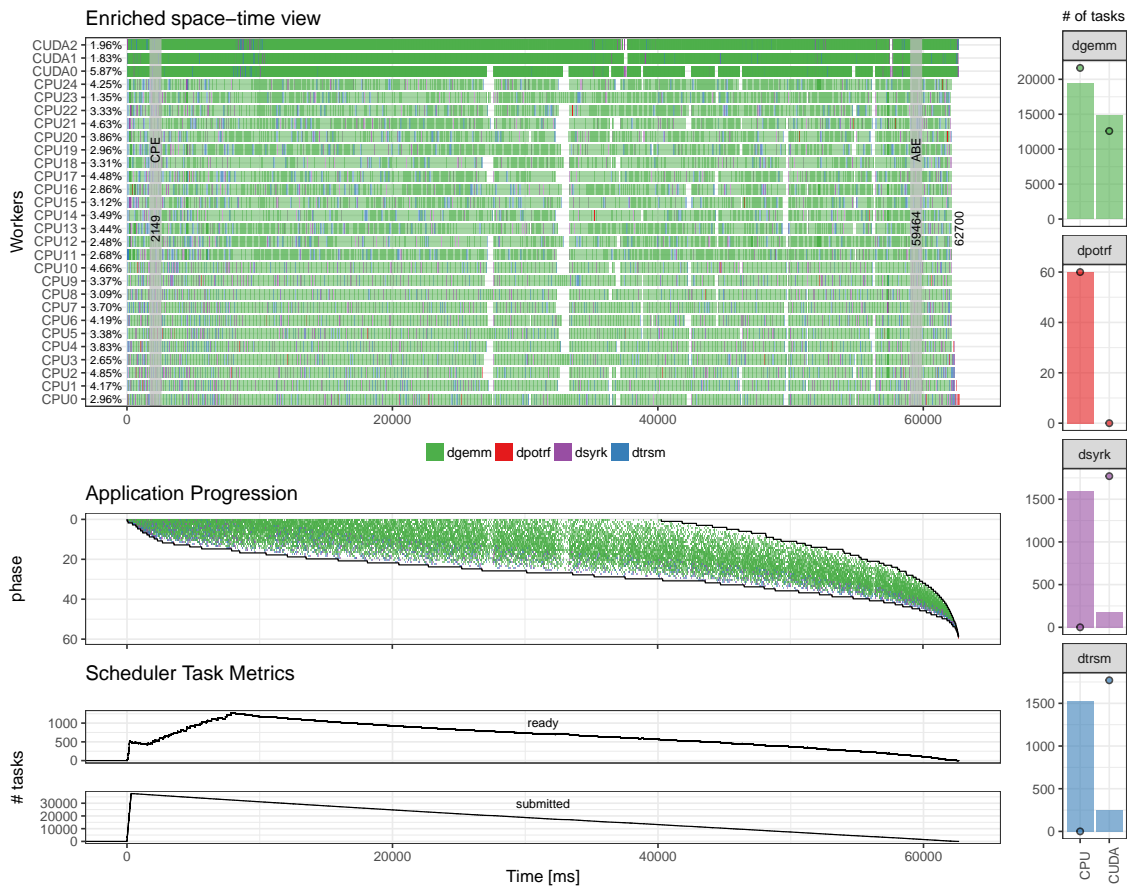 Enriched space−time view
Workers
CUDA2 1.96%
CUDA1 1.83%
CUDA0 5.87%
CPU24 4.25%
CPU23 1.35%
CPU22 3.33%
CPU21 4.63%
CPU20 3.86%
CPU19 2.96%
CPU18 3.31%
CPU17 4.48%
CPU16 2.86%
CPU15 3.12%
CPU14 3.49%
CPU13 3.44%
CPU12 2.48%
CPU11 2.68%
CPU10 4.66%
CPU9 3.37%
CPU8 3.09%
CPU7 3.70%
CPU6 4.19%
CPU5 3.38%
CPU4 3.83%
CPU3 2.65%
CPU2 4.85%
CPU1 4.17%
CPU0 2.96%
CPE
2149
ABE
59464
62700
0 20000 40000 60000
dgemm dpotrf dsyrk dtrsm
Application Progression
phase
0
20
40
60
Scheduler Task Metrics
# tasks
1000
500
0
ready
30000
20000
10000
0
submitted
0 20000 40000 60000
Time [ms]
# of tasks
dgemm
20000
15000
10000
5000
0
dpotrf
60
40
20
0
dsyrk
1500
1000
500
0
dtrsm
1500
1000
500
0
CPU
CUDA